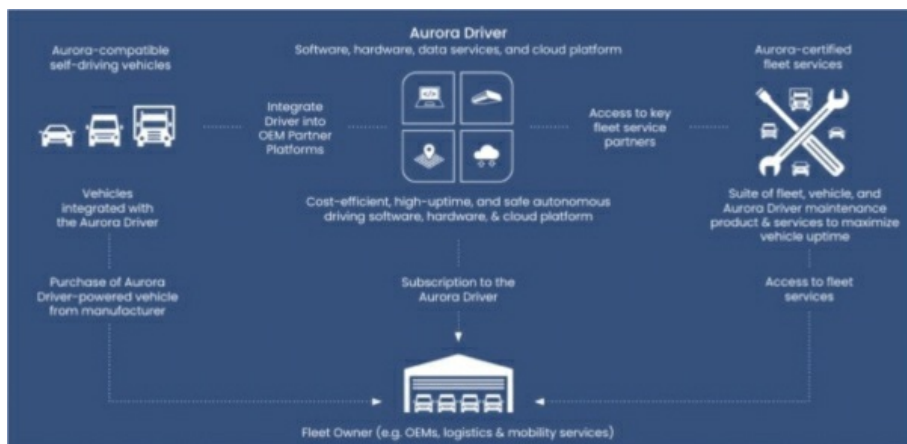 Aurora Driver
Software, hardware, data services, and cloud platform
Aurora-compatible
self-driving vehicles
Aurora-certified
fleet services
Integrate
Driver into
OEM Partner
Platforms
Access to key
fleet service
partners
Vehicles
integrated with
the Aurora Driver
Cost-efficient, high-uptime, and safe autonomous
driving software, hardware, & cloud platform
Suite of fleet, vehicle, and
Aurora Driver maintenance
product & services to maximize
vehicle uptime
Purchase of Aurora
Driver-powered vehicle
from manufacturer
Subscription to the
Aurora Driver
Access to fleet
services
Fleet Owner (e.g. OEMs, logistics & mobility services)